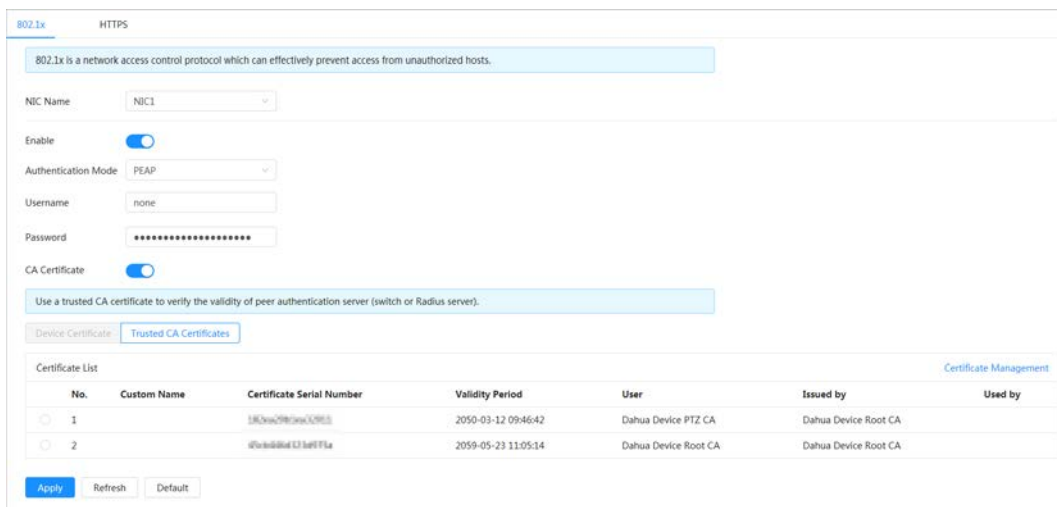 802.1x HTTPS
802.1x is a network access control protocol which can effectively prevent access from unauthorized hosts.
NIC Name NIC1
Enable
Authentication Mode PEAP
Username none
Password ••••••••••••••••••••
CA Certificate
Use a trusted CA certificate to verify the validity of peer authentication server (switch or Radius server).
Device Certificate Trusted CA Certificates
Certificate List Certificate Management
No. Custom Name Certificate Serial Number Validity Period User Issued by Used by
1 2050-03-12 09:46:42 Dahua Device PTZ CA Dahua Device Root CA
2 2059-05-23 11:05:14 Dahua Device Root CA Dahua Device Root CA
Apply Refresh Default